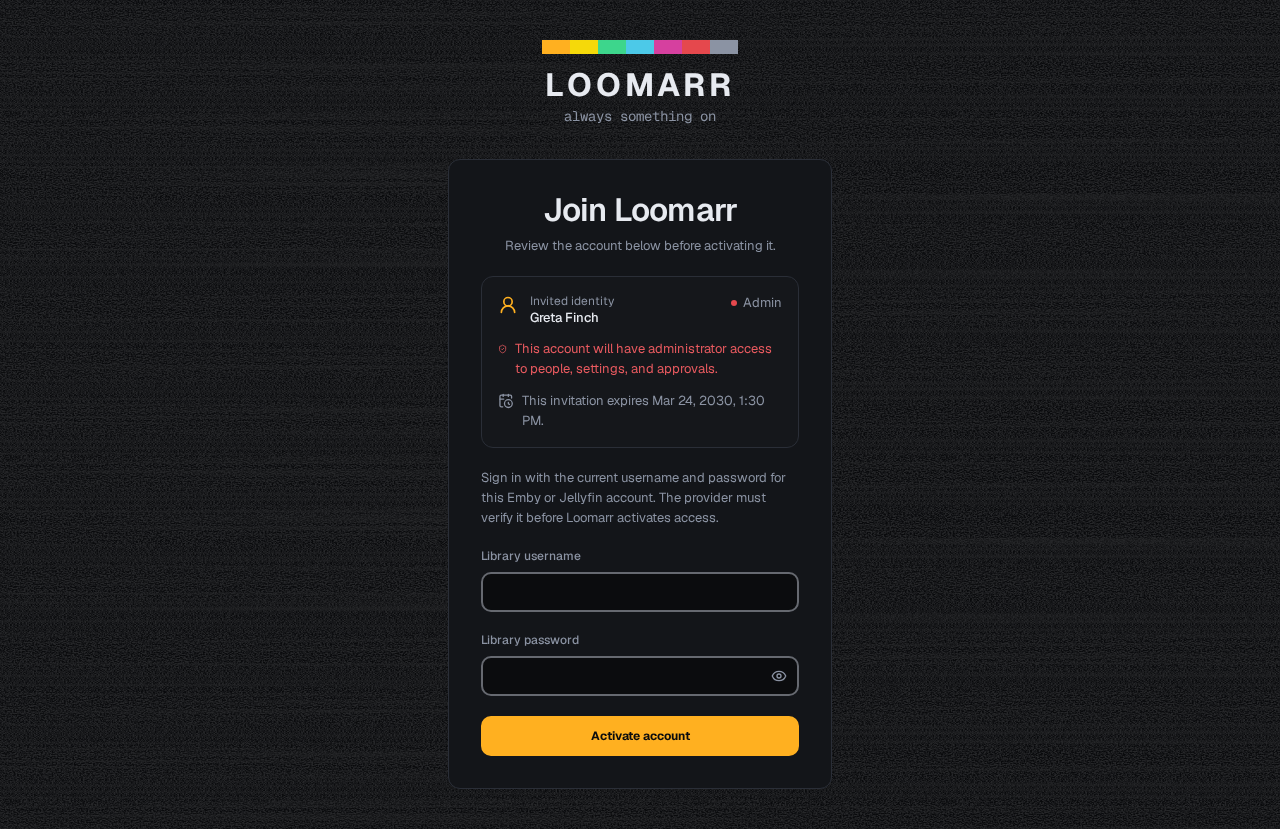 LOOMARR
always something on
Join Loomarr
Review the account below before activating it.
Invited identity
Admin
Greta Finch
This account will have administrator access
to people, settings, and approvals.
This invitation expires Mar 24, 2030, 1:30
PM.
Sign in with the current username and password for
this Emby or Jellyfin account. The provider must
verify it before Loomarr activates access.
Library username
Library password
Activate account